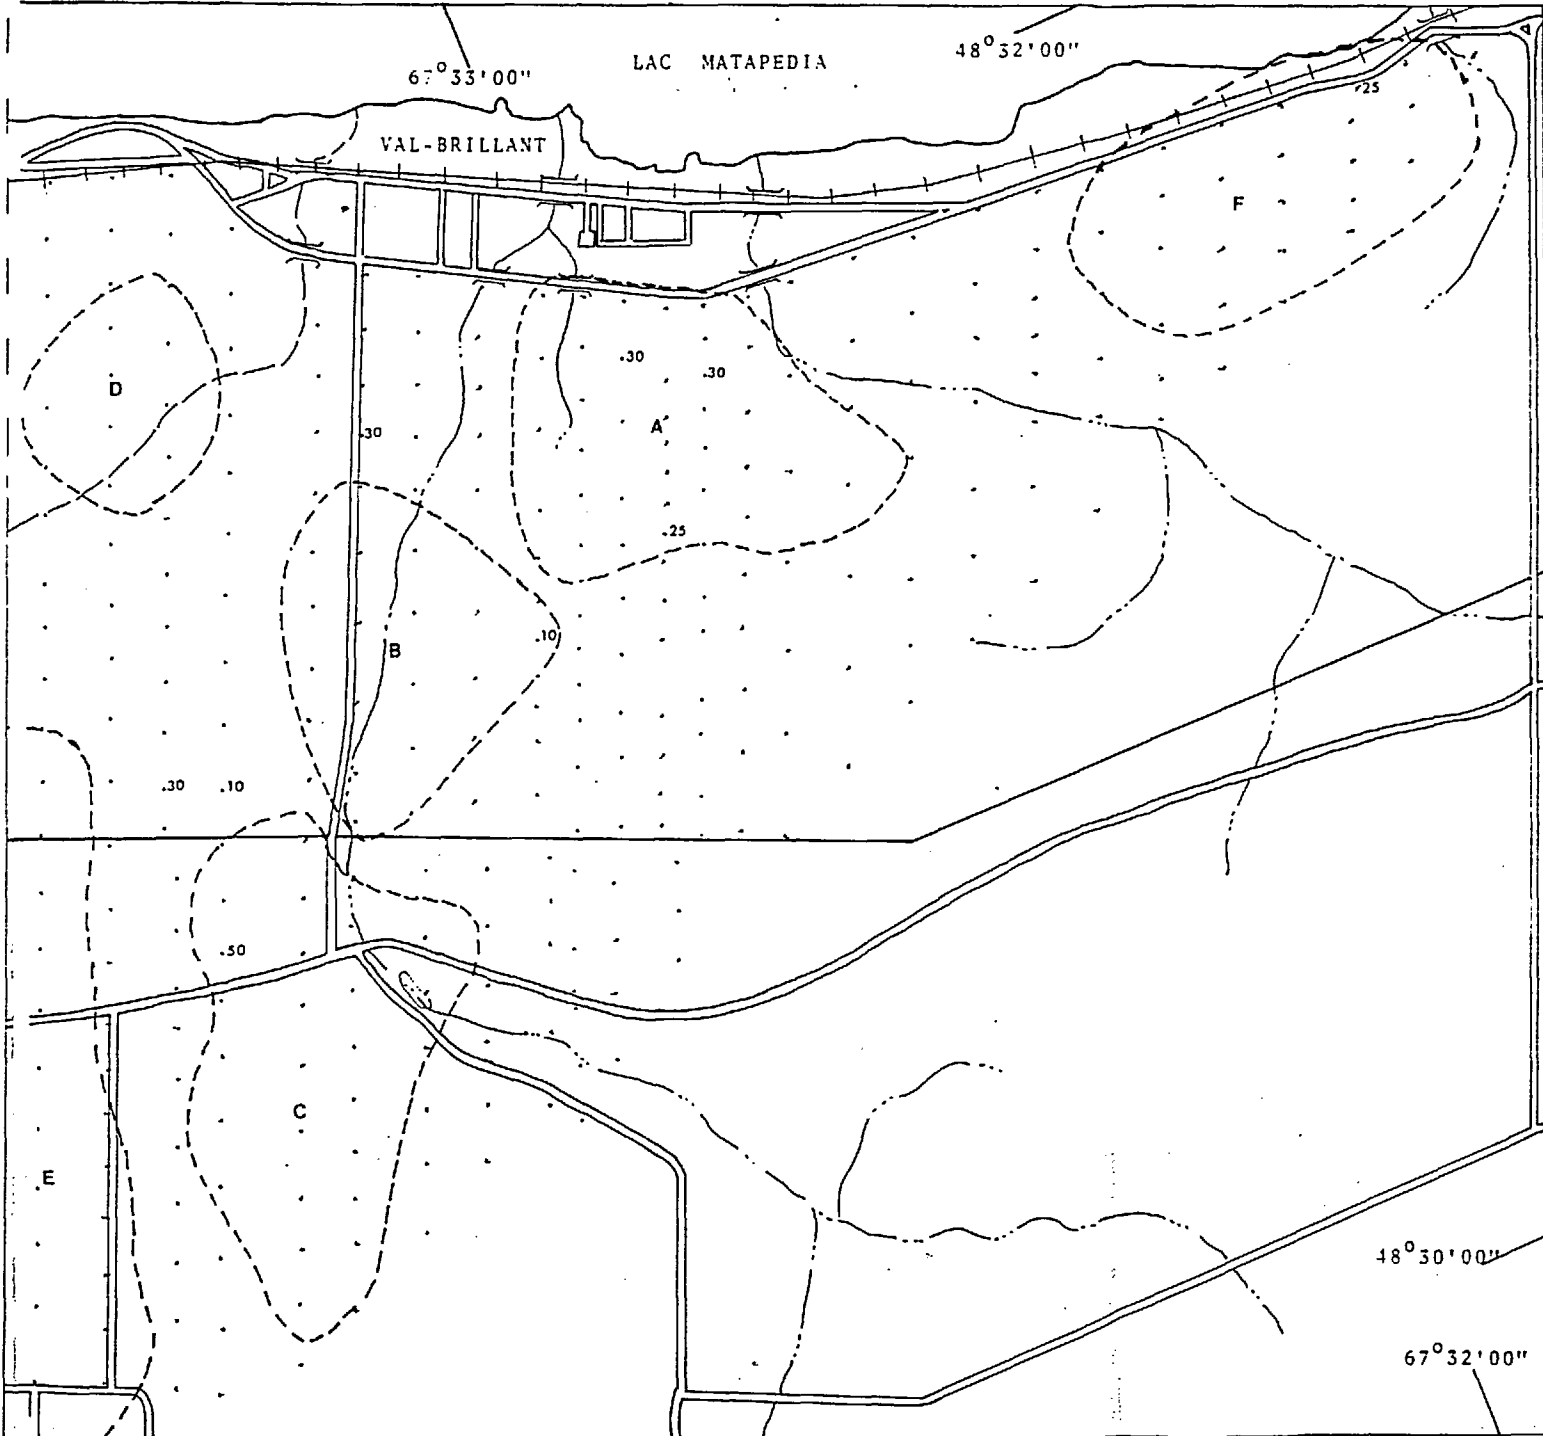 LAC MATAPEDIA
48°32'00"
67°33'00"
.25
VAL-BRILLANT
F
.30
.30
D
A
.30
.25
.10
B
.30 .10
.50
C
E
48°30'00"
67°32'00"